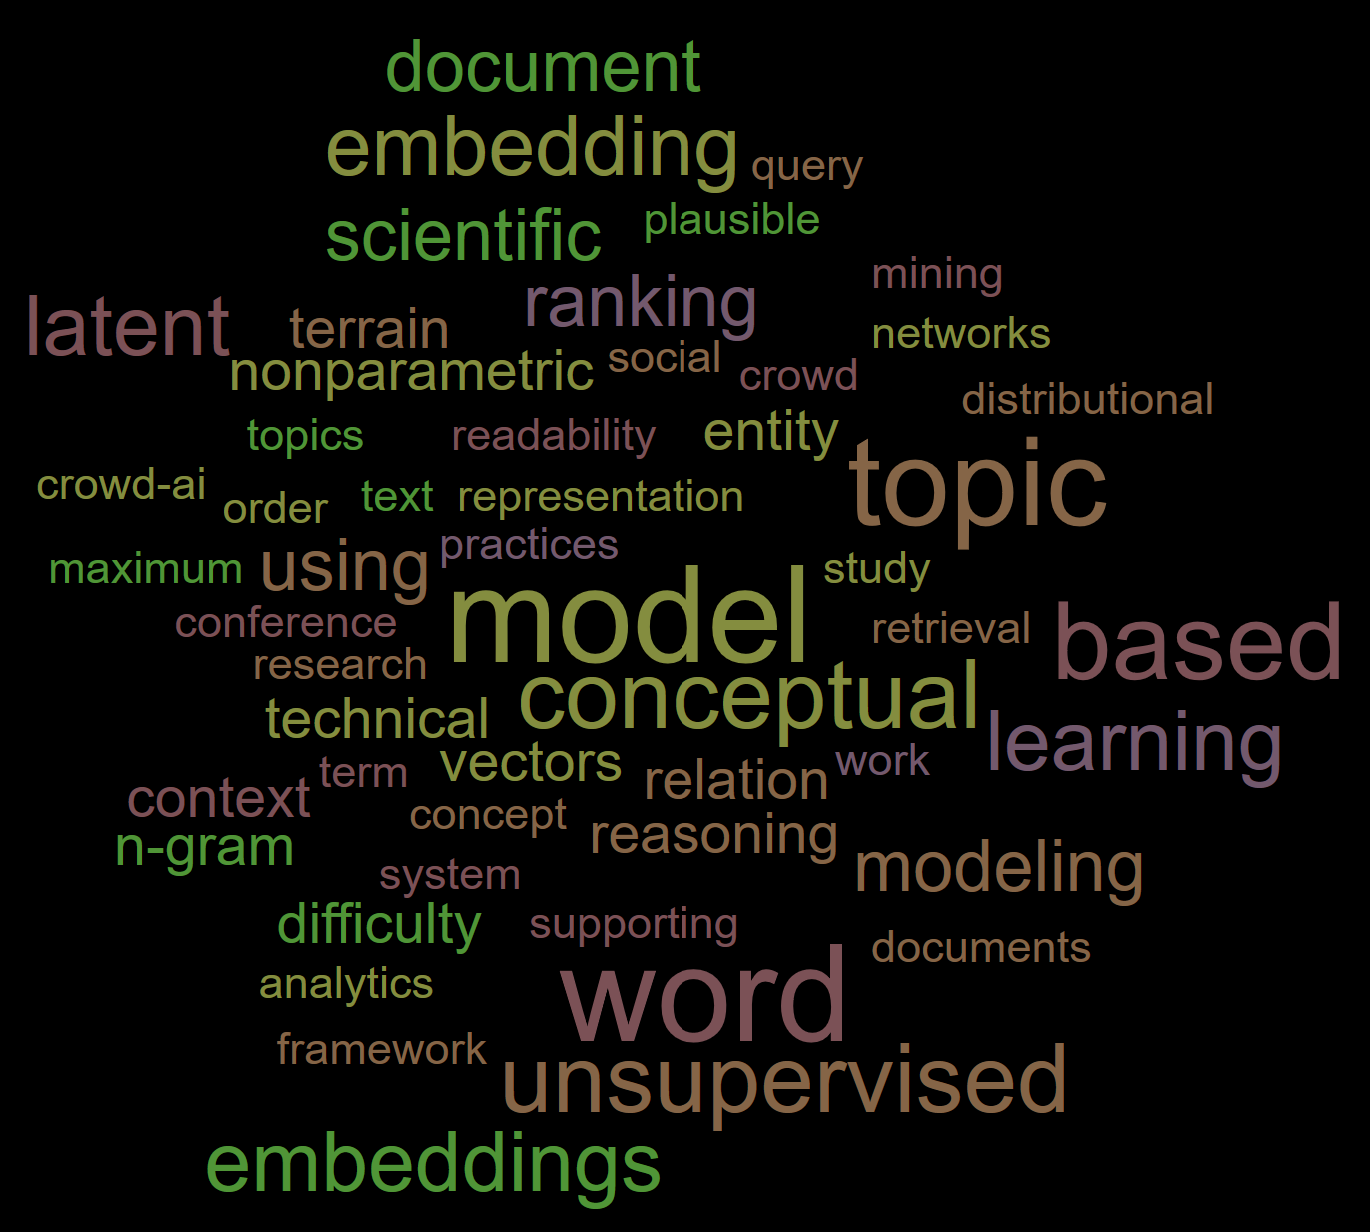 document
embedding
query
scientific
plausible
mining
latent
terrain
ranking
networks
nonparametric
social
crowd
distributional
topics
readability
entity
topic
crowd-ai
order
text
representation
practices
maximum
using
model
study
conference
retrieval
based
research
conceptual
technical
learning
vectors
work
term
relation
context
concept
reasoning
n-gram
modeling
system
difficulty
supporting
documents
analytics
word
framework
unsupervised
embeddings